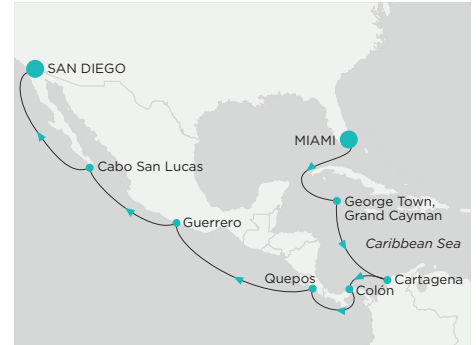 SAN DIEGO
MIAMI
Cabo San Lucas
George Town,
Grand Cayman
Guerrero
Caribbean Sea
Quepos
Cartagena
Colón